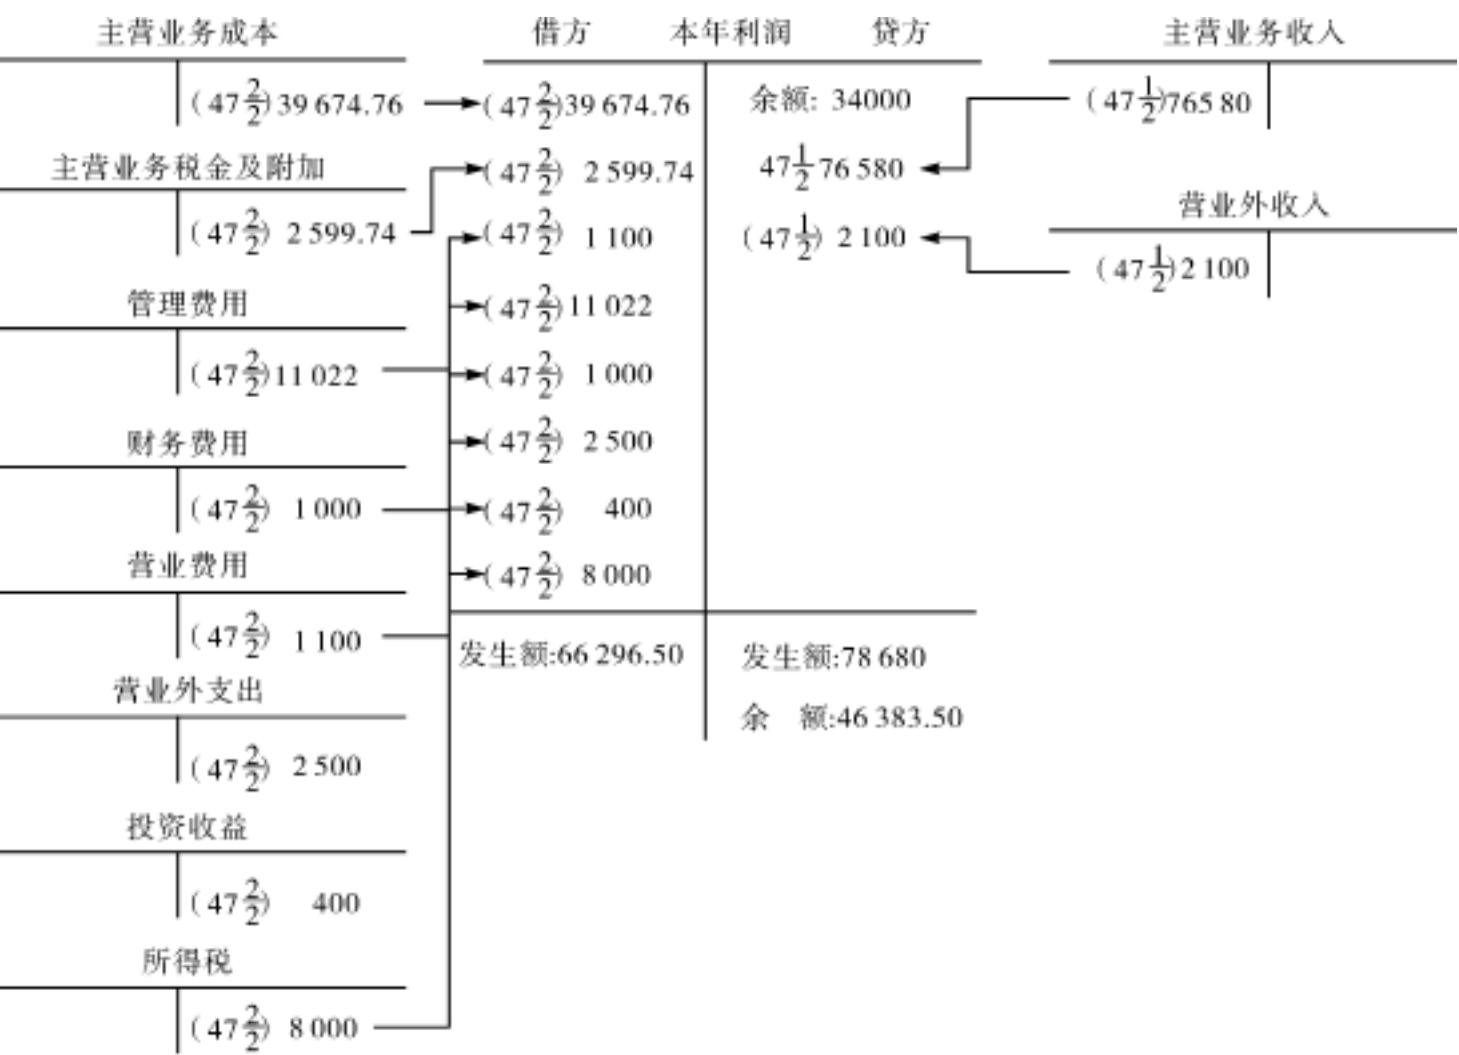 主营业务成本
(47 2/2) 39 674.76
主营业务税金及附加
(47 2/2) 2 599.74
管理费用
(47 2/2) 11 022
财务费用
(47 2/2) 1 000
营业费用
(47 2/2) 1 100
营业外支出
(47 2/2) 2 500
投资收益
(47 2/2) 400
所得税
(47 2/2) 8 000
借方 本年利润 贷方
(47 2/2) 39 674.76
(47 2/2) 2 599.74
(47 2/2) 1 100
(47 2/2) 11 022
(47 2/2) 1 000
(47 2/2) 2 500
(47 2/2) 400
(47 2/2) 8 000
发生额:66 296.50
余额: 34000
47 1/2 76 580
(47 1/2) 2 100
发生额:78 680
余 额:46 383.50
主营业务收入
(47 1/2) 765 80
营业外收入
(47 1/2) 2 100